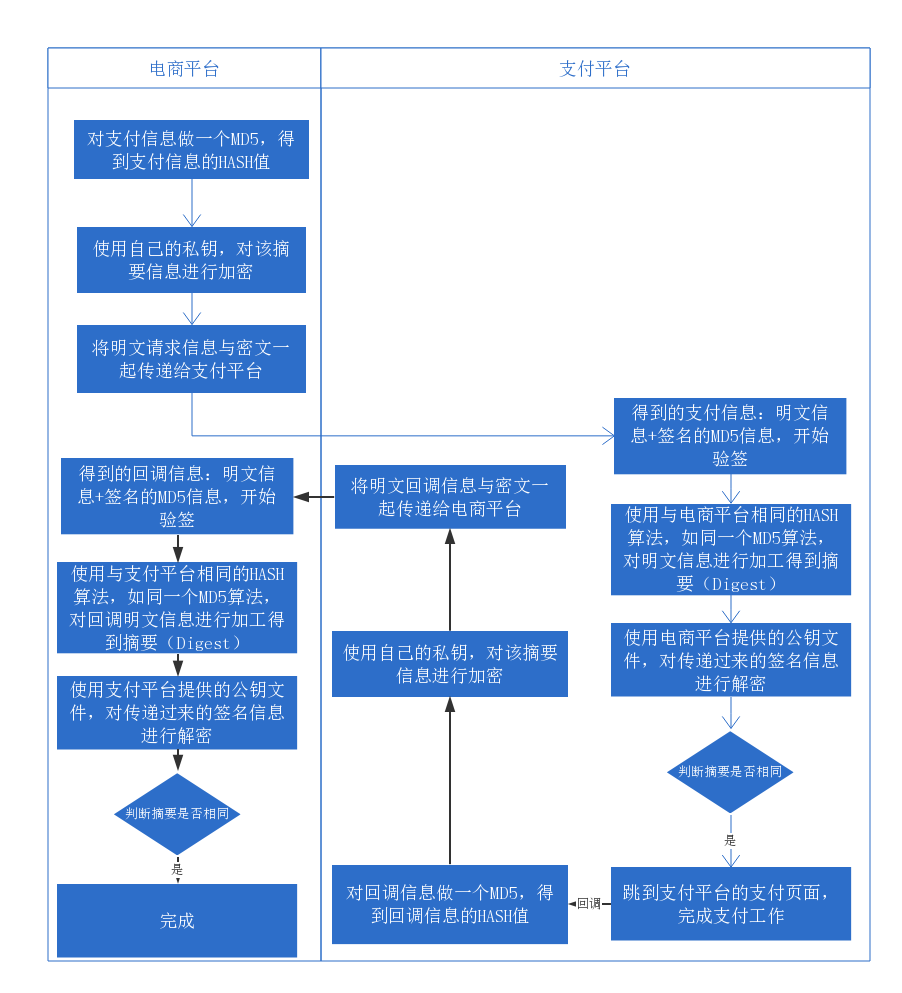 电商平台
支付平台
对支付信息做一个MD5，得
到支付信息的HASH值
使用自己的私钥，对该摘
要信息进行加密
将明文请求信息与密文一
起传递给支付平台
得到的支付信息：明文信
息+签名的MD5信息，开始
验签
使用与电商平台相同的HASH
算法，如同一个MD5算法，
对明文信息进行加工得到摘
要（Digest）
使用电商平台提供的公钥文
件，对传递过来的签名信息
进行解密
判断摘要是否相同
是
跳到支付平台的支付页面，
完成支付工作
回调
对回调信息做一个MD5，得
到回调信息的HASH值
使用自己的私钥，对该摘要
信息进行加密
将明文回调信息与密文一
起传递给电商平台
得到的回调信息：明文信
息+签名的MD5信息，开始
验签
使用与支付平台相同的HASH
算法，如同一个MD5算法，
对回调明文信息进行加工得
到摘要（Digest）
使用支付平台提供的公钥文
件，对传递过来的签名信息
进行解密
判断摘要是否相同
是
完成